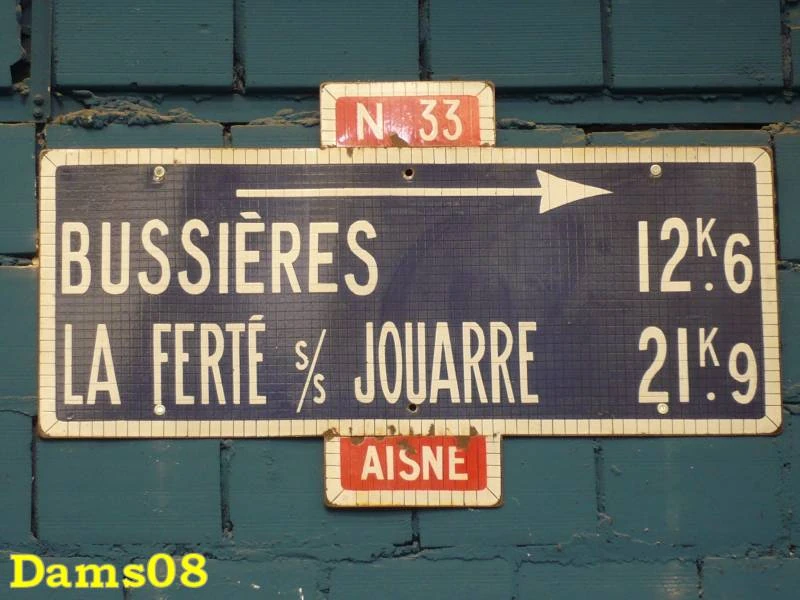 N 33
BUSSIÈRES 12K.6
LA FERTÉ s/s JOUARRE 21K.9
AISNE
Dams08